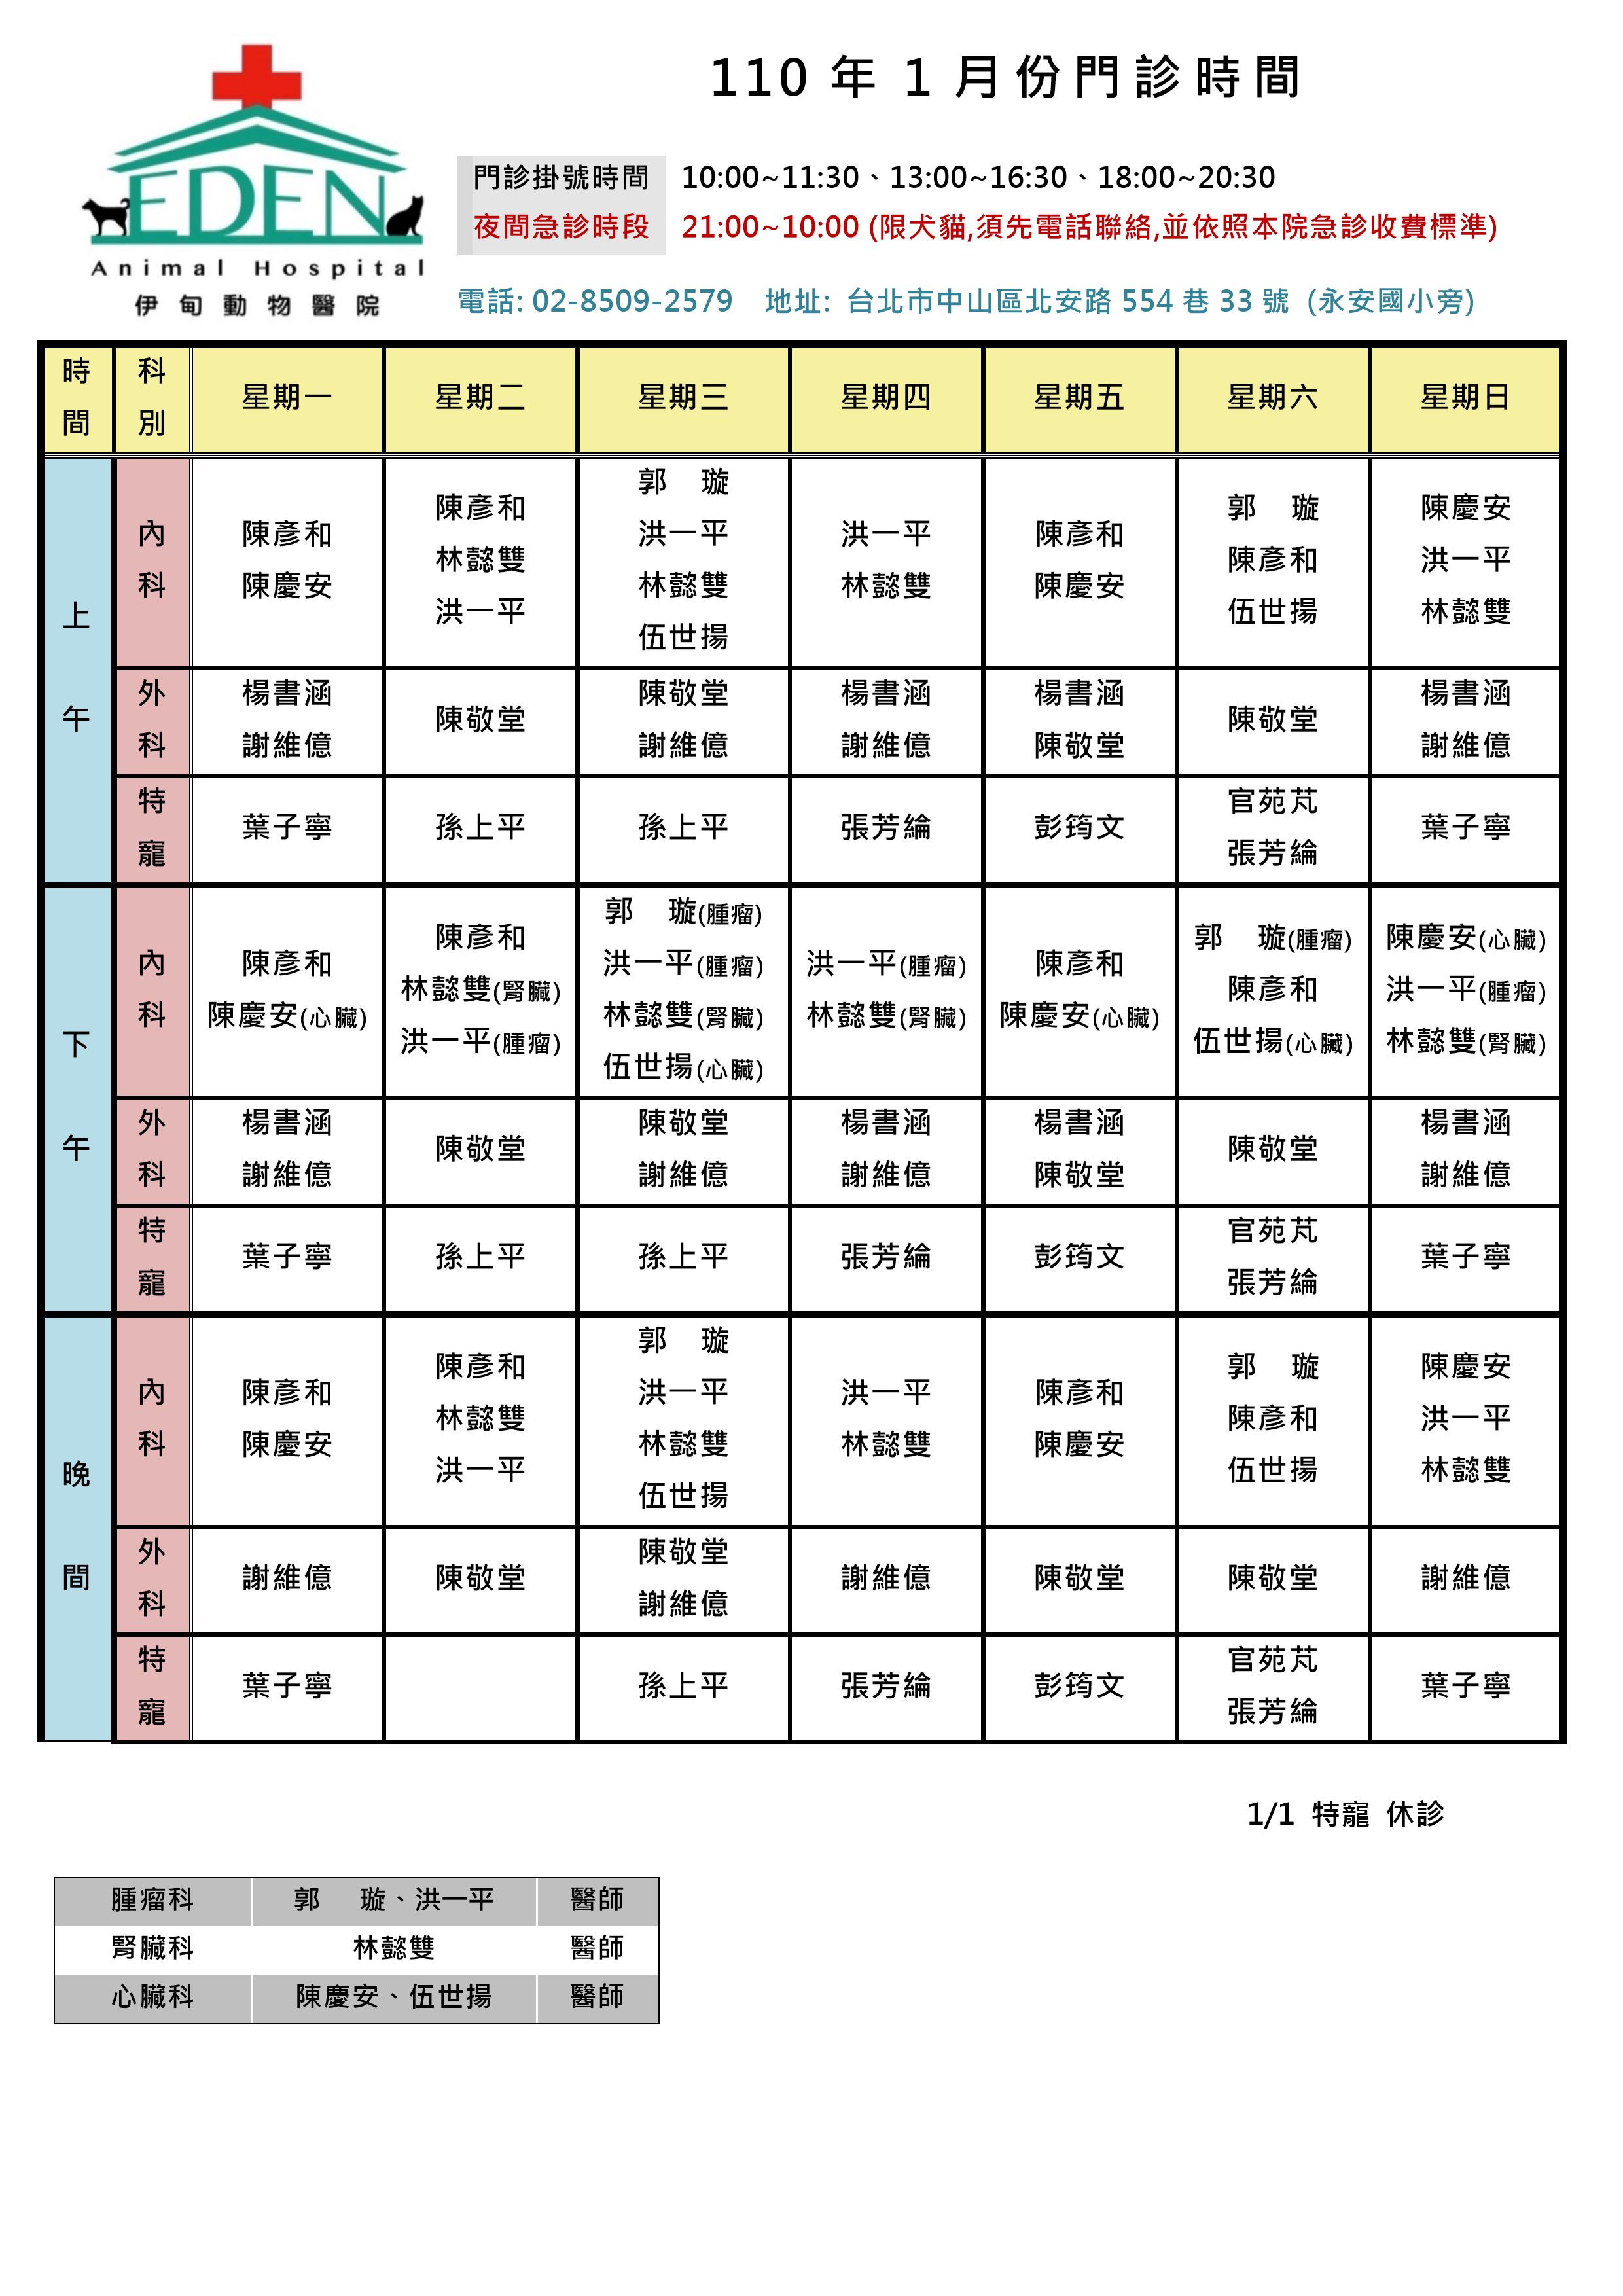 110 年 1 月份門診時間
門診掛號時間 10:00~11:30、13:00~16:30、18:00~20:30
夜間急診時段 21:00~10:00 (限犬貓,須先電話聯絡,並依照本院急診收費標準)
EDEN
Animal Hospital
伊甸動物醫院
電話: 02-8509-2579 地址: 台北市中山區北安路 554 巷 33 號 (永安國小旁)
時間 科別 星期一 星期二 星期三 星期四 星期五 星期六 星期日
上午
內科
陳彥和
陳慶安
陳彥和
林懿雙
洪一平
郭 璇
洪一平
林懿雙
伍世揚
洪一平
林懿雙
陳彥和
陳慶安
郭 璇
陳彥和
伍世揚
陳慶安
洪一平
林懿雙
外科
楊書涵
謝維億
陳敬堂
陳敬堂
謝維億
楊書涵
謝維億
楊書涵
陳敬堂
陳敬堂
楊書涵
謝維億
特寵
葉子寧
孫上平
孫上平
張芳綸
彭筠文
官苑芃
張芳綸
葉子寧
下午
內科
陳彥和
陳慶安(心臟)
陳彥和
林懿雙(腎臟)
洪一平(腫瘤)
郭 璇(腫瘤)
洪一平(腫瘤)
林懿雙(腎臟)
伍世揚(心臟)
洪一平(腫瘤)
林懿雙(腎臟)
陳彥和
陳慶安(心臟)
郭 璇(腫瘤)
陳彥和
伍世揚(心臟)
陳慶安(心臟)
洪一平(腫瘤)
林懿雙(腎臟)
外科
楊書涵
謝維億
陳敬堂
陳敬堂
謝維億
楊書涵
謝維億
楊書涵
陳敬堂
陳敬堂
楊書涵
謝維億
特寵
葉子寧
孫上平
孫上平
張芳綸
彭筠文
官苑芃
張芳綸
葉子寧
晚間
內科
陳彥和
陳慶安
陳彥和
林懿雙
洪一平
郭 璇
洪一平
林懿雙
伍世揚
洪一平
林懿雙
陳彥和
陳慶安
郭 璇
陳彥和
伍世揚
陳慶安
洪一平
林懿雙
外科
謝維億
陳敬堂
陳敬堂
謝維億
謝維億
陳敬堂
陳敬堂
謝維億
特寵
葉子寧
孫上平
張芳綸
彭筠文
官苑芃
張芳綸
葉子寧
1/1 特寵 休診
腫瘤科 郭 璇、洪一平 醫師
腎臟科 林懿雙 醫師
心臟科 陳慶安、伍世揚 醫師